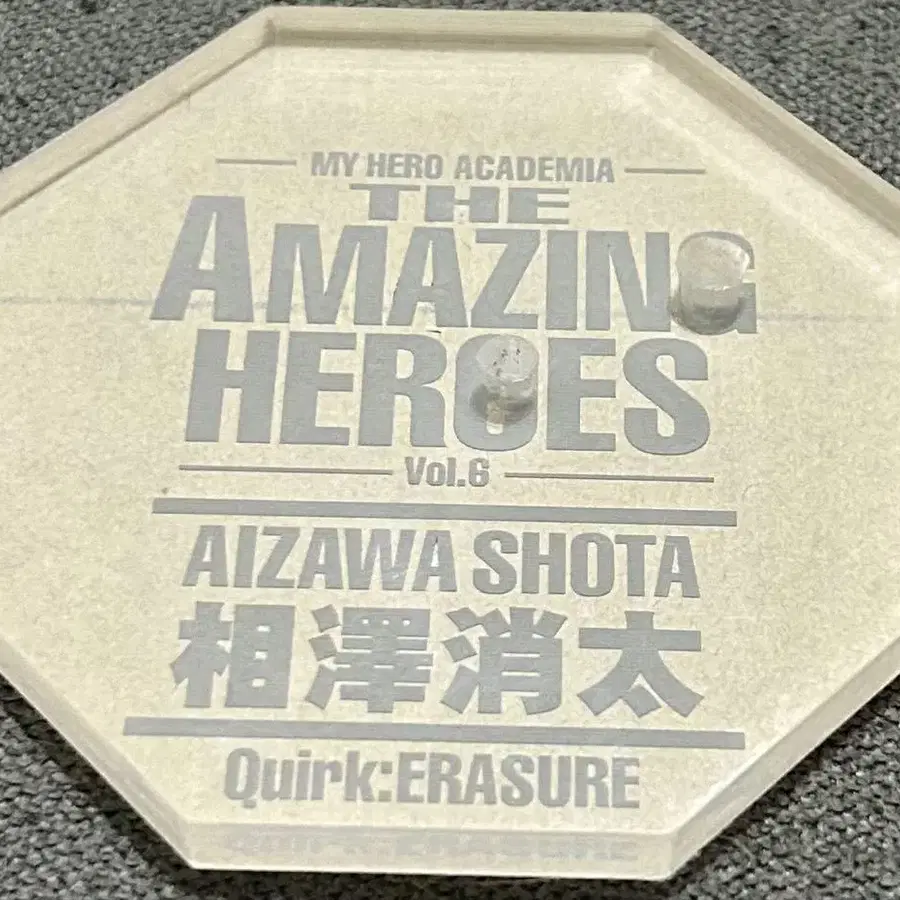 MY HERO ACADEMIA
THE
AMAZING
HEROES
Vol.6
AIZAWA SHOTA
相澤消太
Quirk:ERASURE